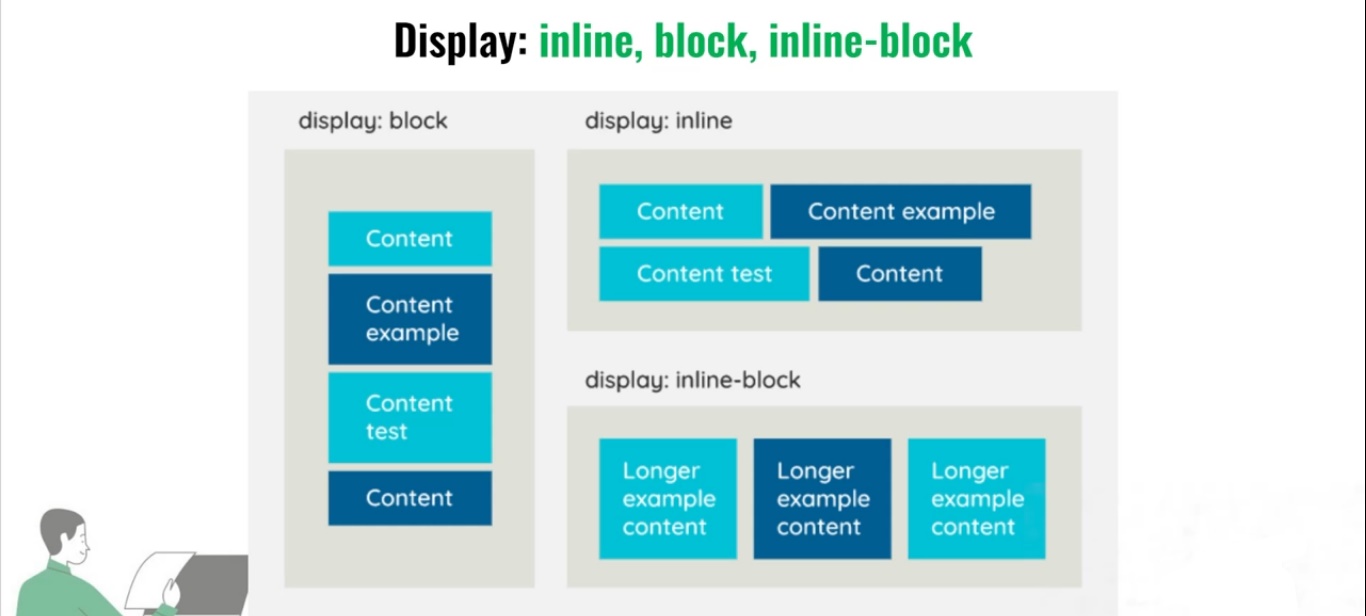 Display: inline, block, inline-block
display: block
Content
Content
example
Content
test
Content
display: inline
Content
Content example
Content test
Content
display: inline-block
Longer
example
content
Longer
example
content
Longer
example
content